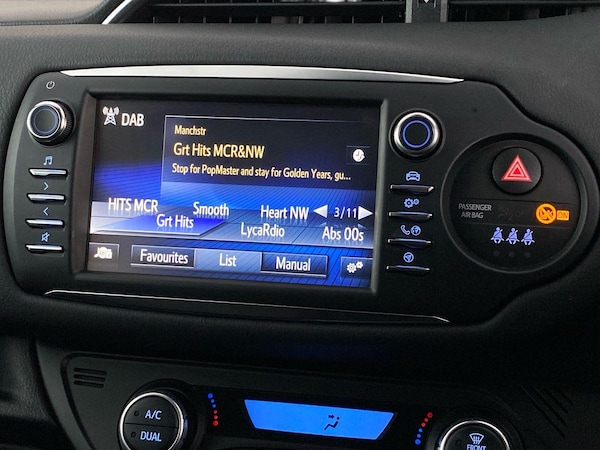 DAB
Manchstr
Grt Hits MCR&NW
Stop for PopMaster and stay for Golden Years, gu...
HITS MCR Smooth Heart NW 3/11
Grt Hits LycaRdio Abs 00s
Favourites List Manual
PASSENGER
AIR BAG
ON
A/C
DUAL
FRONT